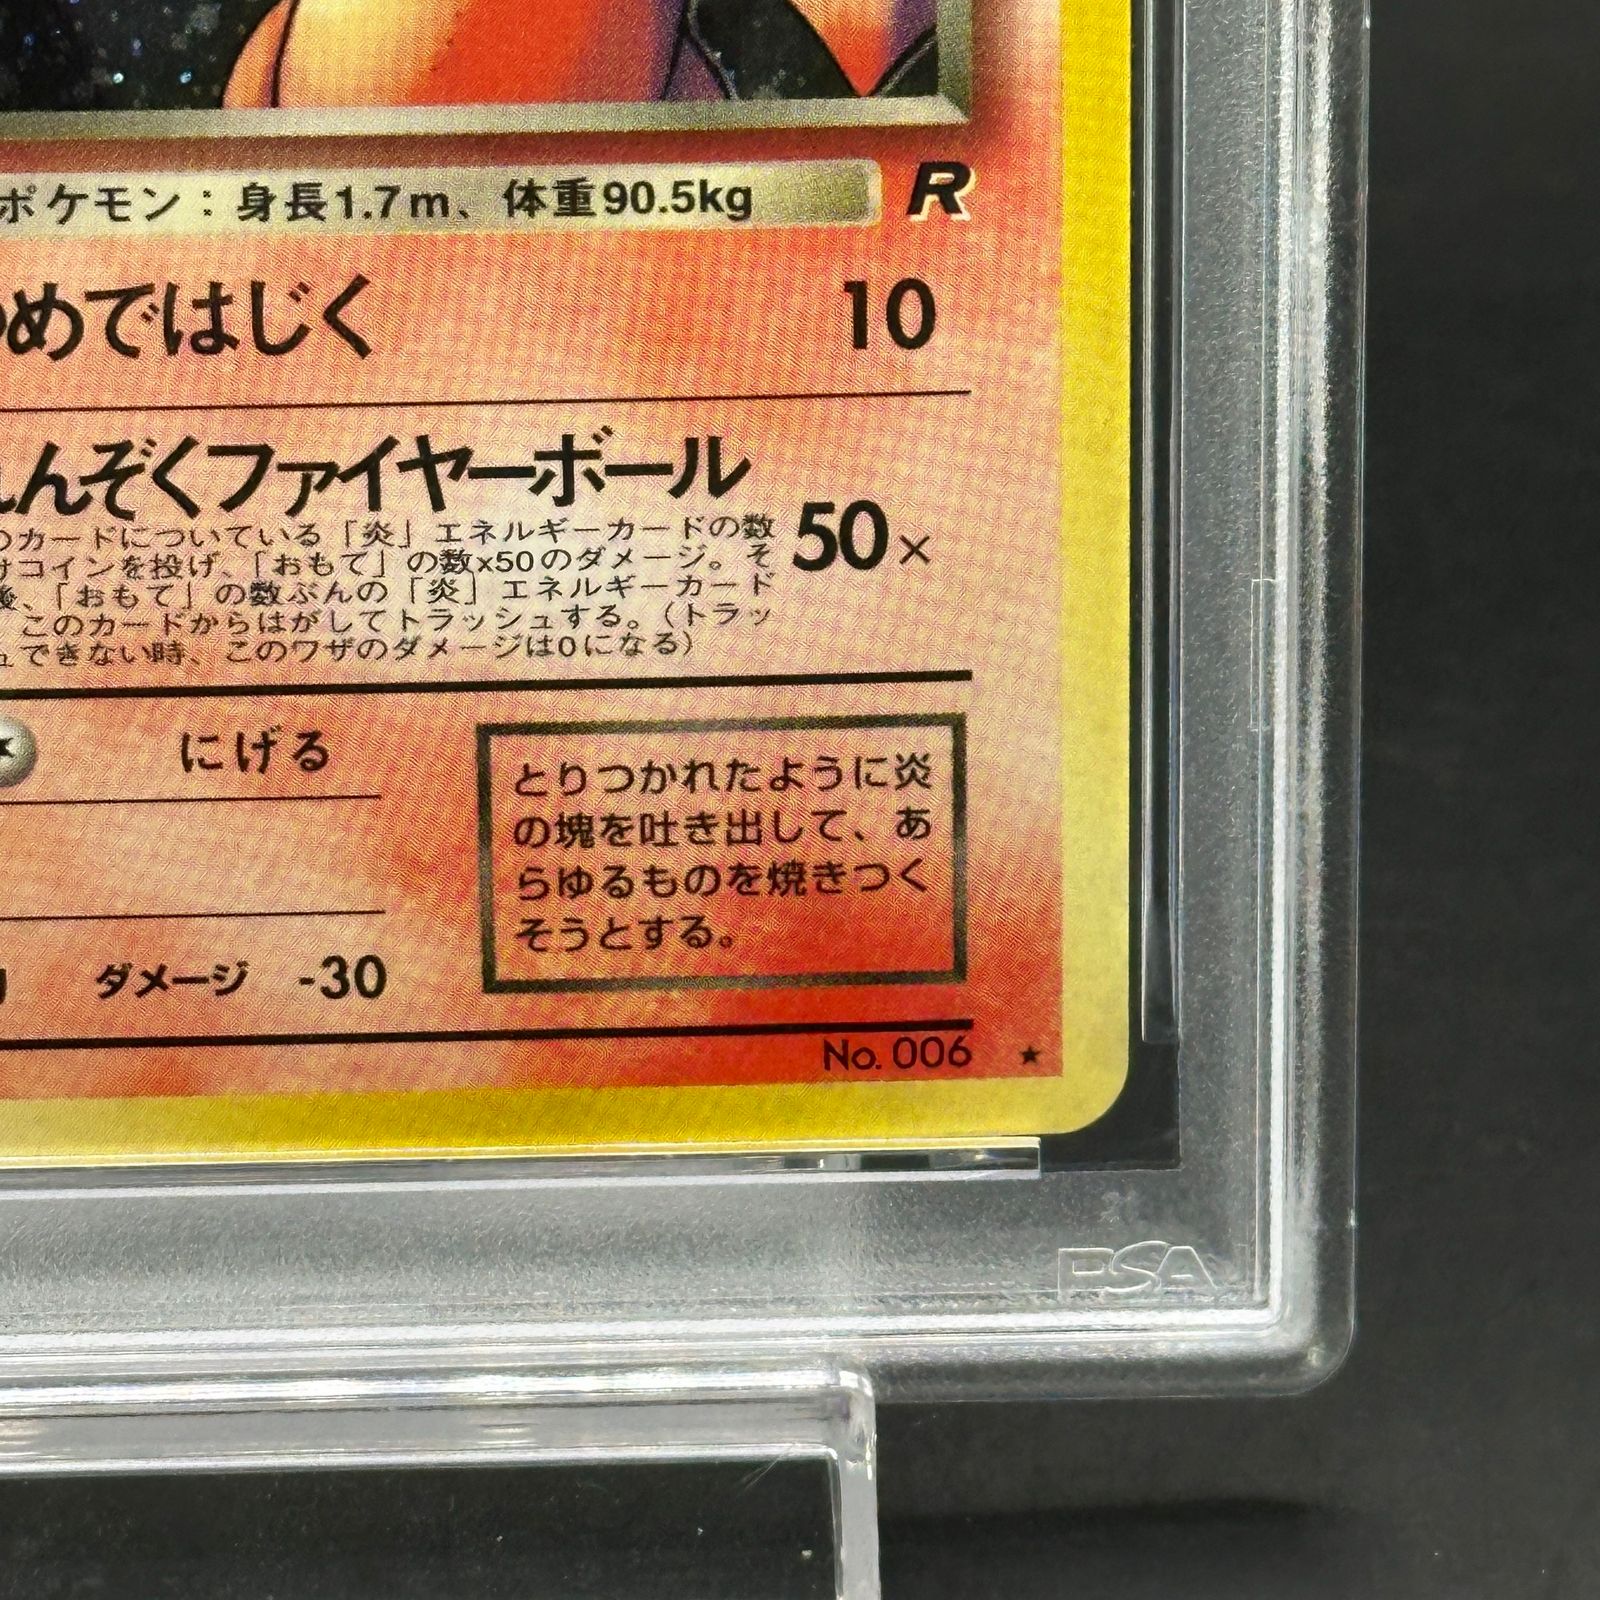 ポケモン：身長1.7m、体重90.5kg R
めではじく 10
んぞくファイヤーボール
のカードについている「炎」エネルギーカードの数
けコインを投げ、「おもて」の数x50のダメージ。そ
後、「おもて」の数ぶんの「炎」エネルギーカード
、このカードからはがしてトラッシュする。（トラッ
ュできない時、このワザのダメージは0になる）
50×
にげる
とりつかれたように炎
の塊を吐き出して、あ
らゆるものを焼きつく
そうとする。
ダメージ -30
No. 006 ★
PSA